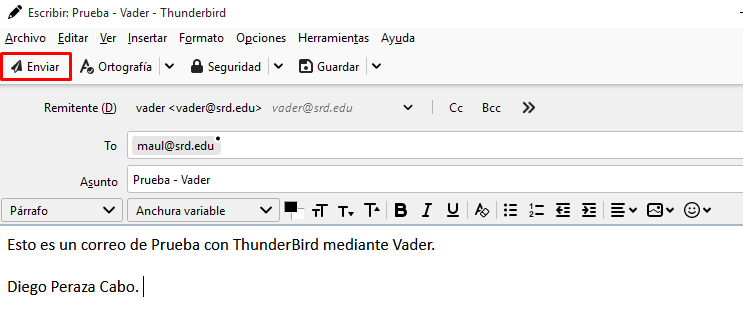 Escribir: Prueba - Vader - Thunderbird
Archivo Editar Ver Insertar Formato Opciones Herramientas Ayuda
Enviar Ortografía Seguridad Guardar
Remitente (D) vader <vader@srd.edu> vader@srd.edu Cc Bcc
To maul@srd.edu
Asunto Prueba - Vader
Párrafo Anchura variable B I U
Esto es un correo de Prueba con ThunderBird mediante Vader.
Diego Peraza Cabo.